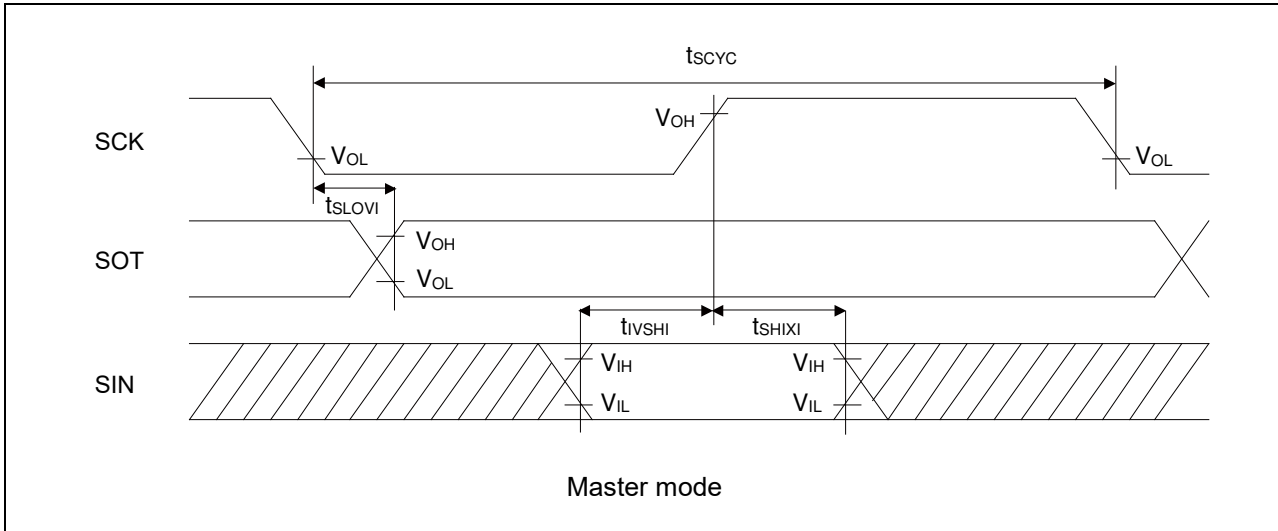 tSCYC
SCK
VOH
VOL
VOL
tSLOVI
SOT
VOH
VOL
tIVSHI
tSHIXI
SIN
VIH
VIH
VIL
VIL
Master mode